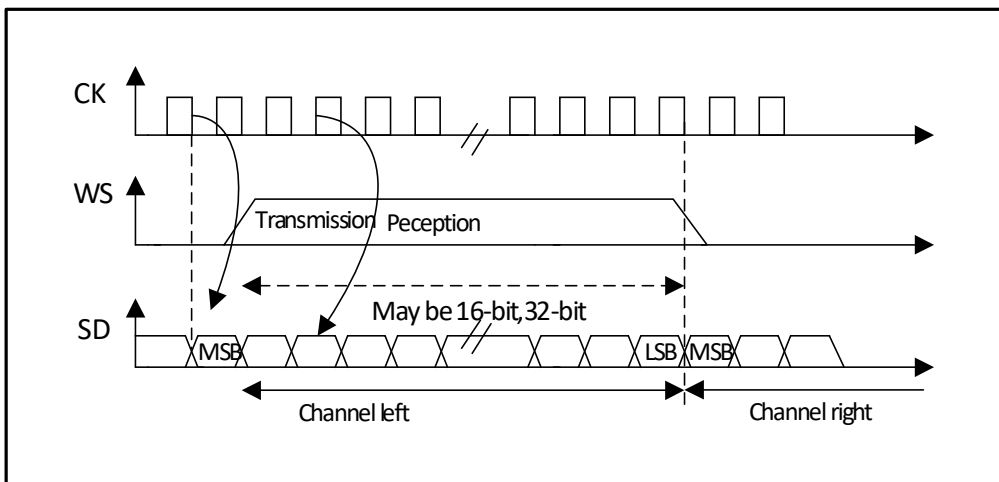 CK
WS
Transmission Peception
May be 16-bit, 32-bit
SD
MSB
LSB
MSB
Channel left
Channel right